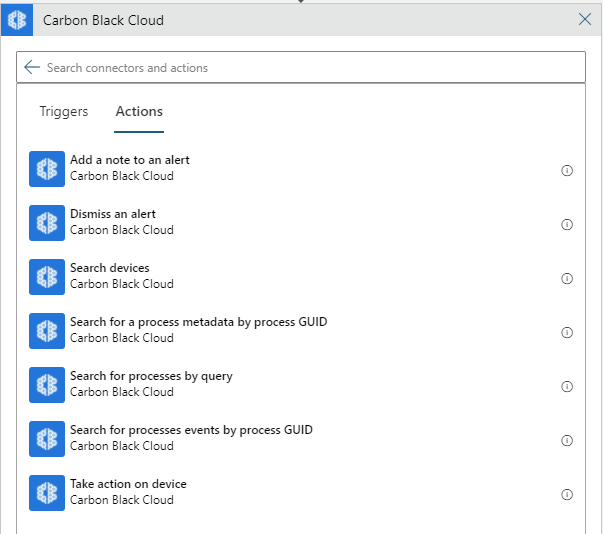 Carbon Black Cloud
Search connectors and actions
Triggers Actions
Add a note to an alert
Carbon Black Cloud
Dismiss an alert
Carbon Black Cloud
Search devices
Carbon Black Cloud
Search for a process metadata by process GUID
Carbon Black Cloud
Search for processes by query
Carbon Black Cloud
Search for processes events by process GUID
Carbon Black Cloud
Take action on device
Carbon Black Cloud